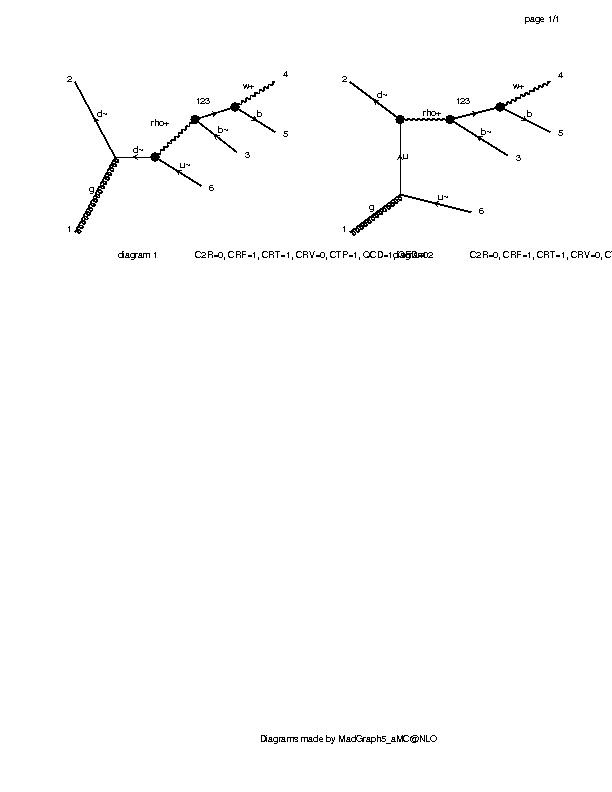 page 1/1
2
d~
g
1
d~
rho+
u~
6
123
b~
3
w+
4
b
5
diagram 1
C2R=0, CRF=1, CRT=1, CRV=0, CTP=1, QCD=1, QED=0
2
d~
rho+
123
w+
4
b
5
b~
3
u
g
1
u~
6
diagram 2
C2R=0, CRF=1, CRT=1, CRV=0, CT
Diagrams made by MadGraph5_aMC@NLO